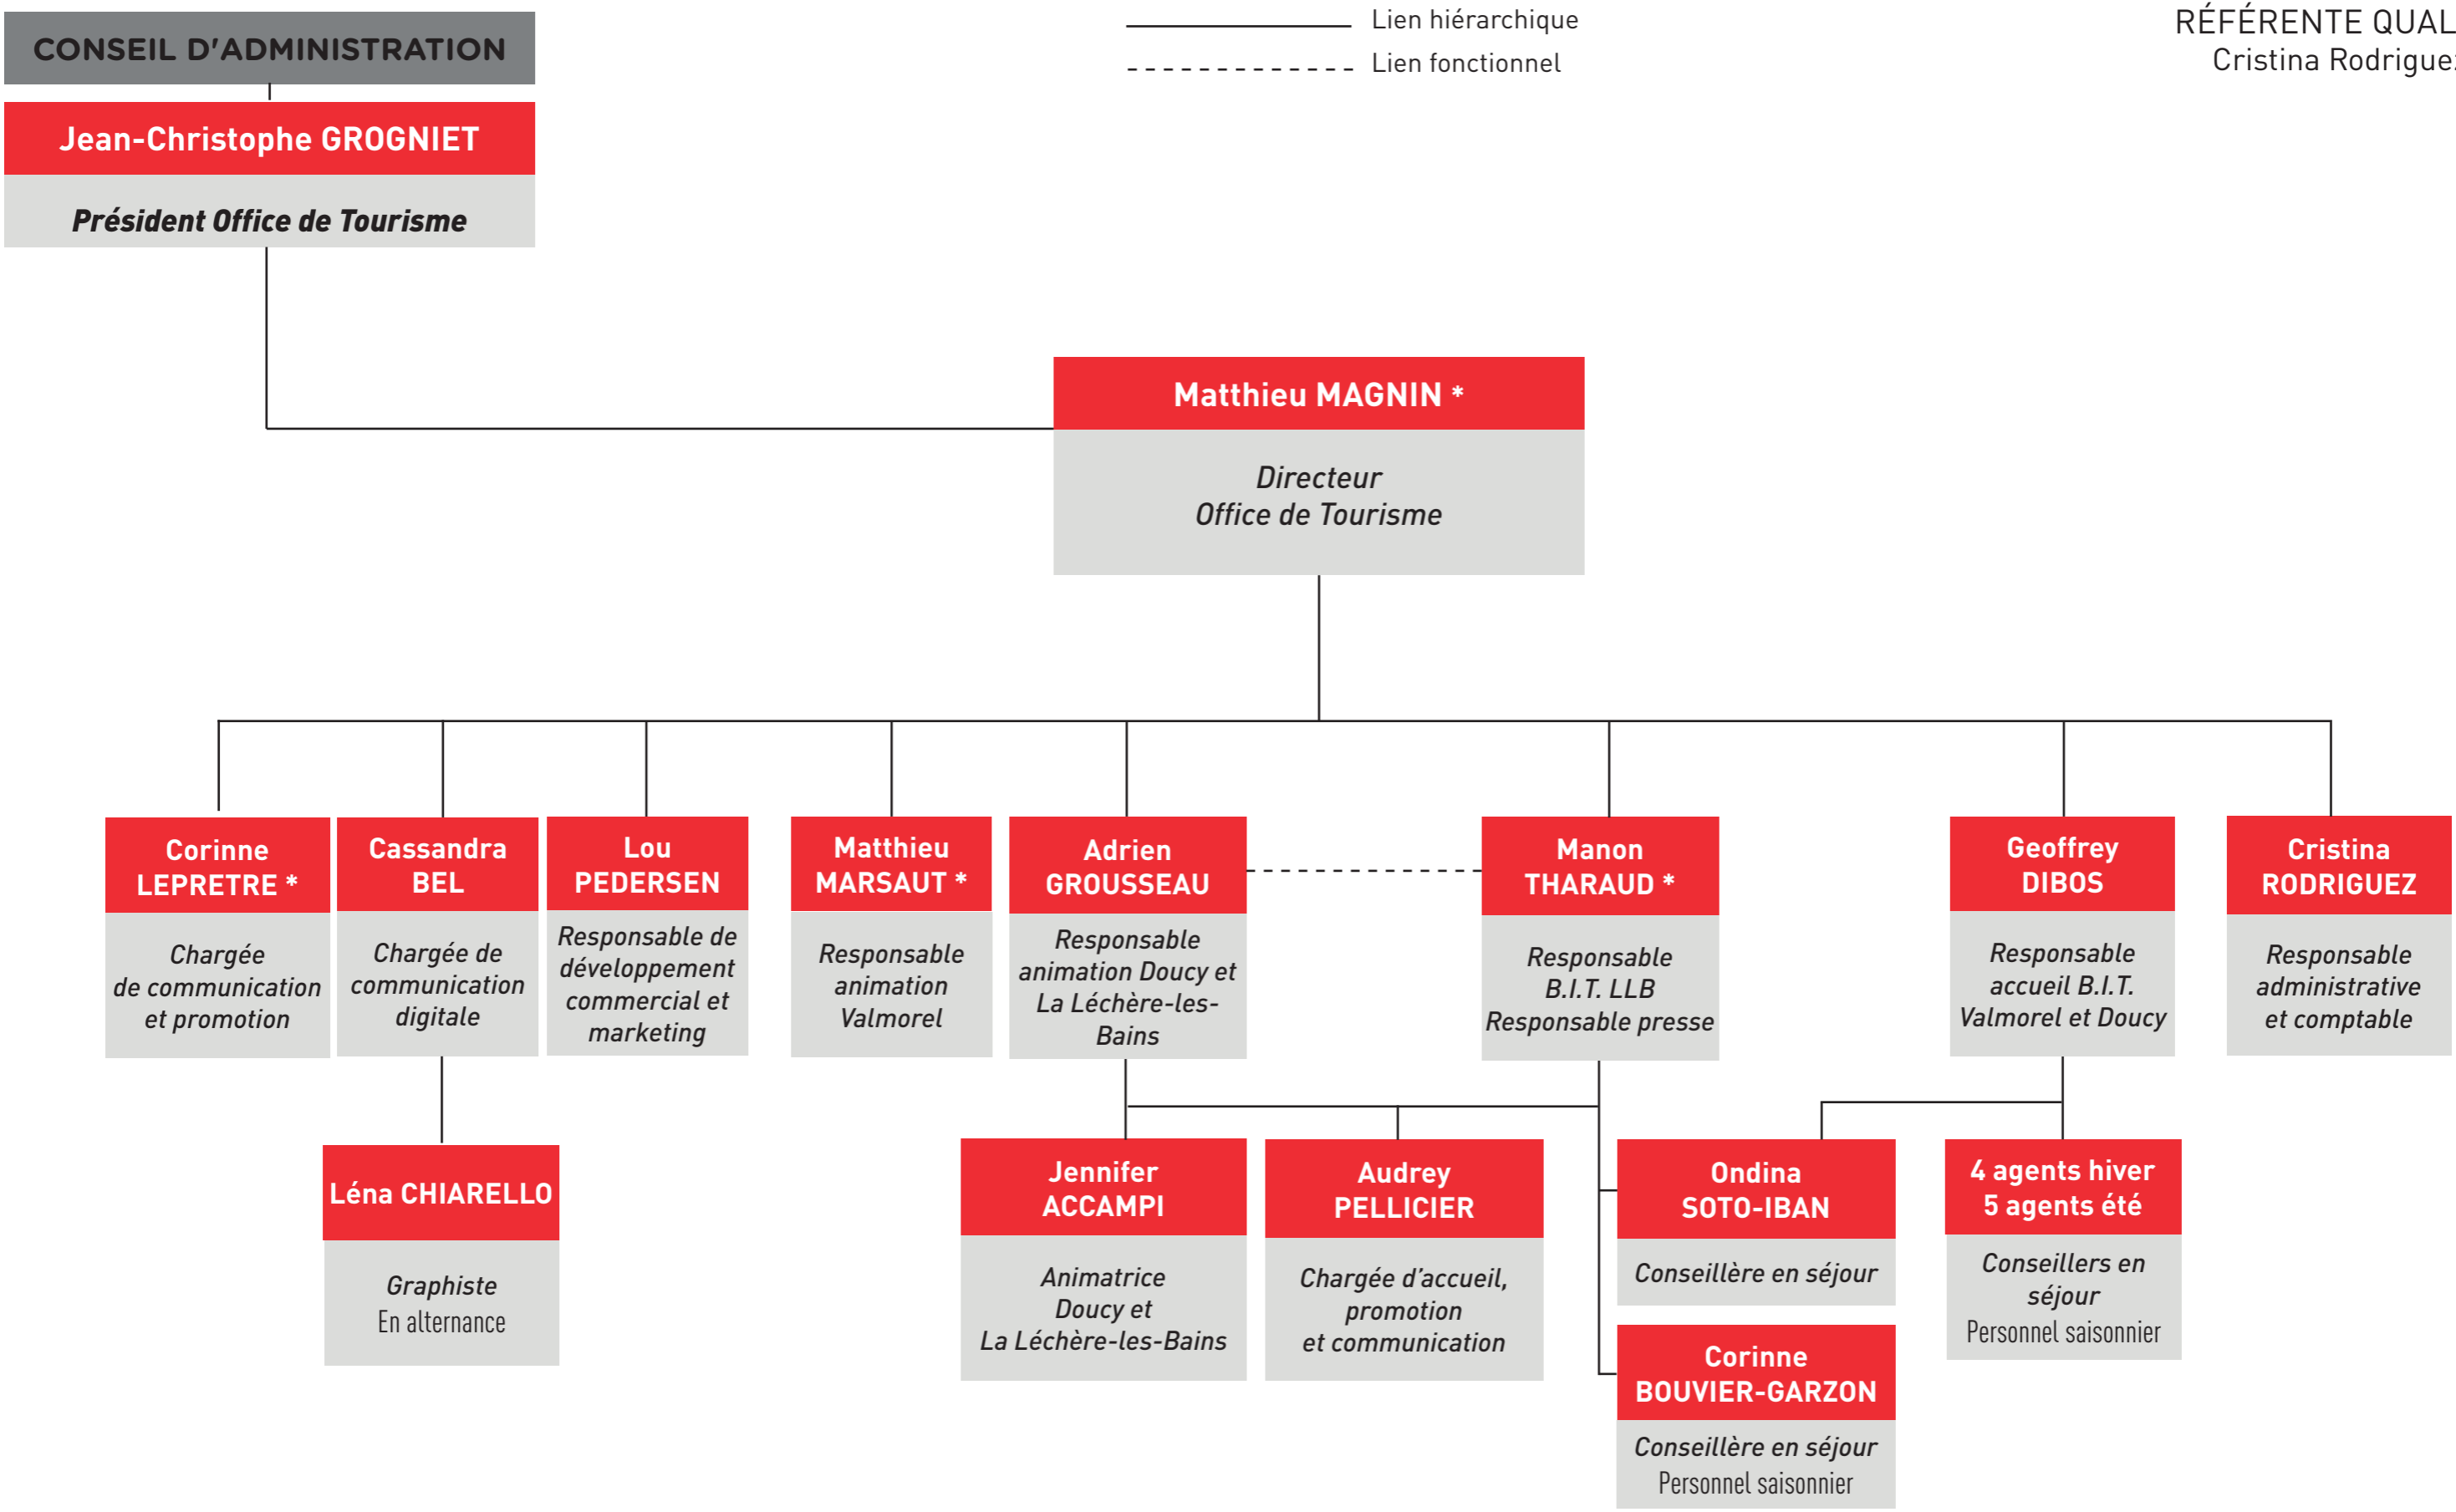 CONSEIL D'ADMINISTRATION
Jean-Christophe GROGNIET
Président Office de Tourisme
Lien hiérarchique
Lien fonctionnel
RÉFÉRENTE QUAL
Cristina Rodriguez
Matthieu MAGNIN *
Directeur
Office de Tourisme
Corinne
LEPRETRE *
Chargée
de communication
et promotion
Cassandra
BEL
Chargée de
communication
digitale
Lou
PEDERSEN
Responsable de
développement
commercial et
marketing
Matthieu
MARSAUT *
Responsable
animation
Valmorel
Adrien
GROUSSEAU
Responsable
animation Doucy et
La Léchère-les-
Bains
Manon
THARAUD *
Responsable
B.I.T. LLB
Responsable presse
Geoffrey
DIBOS
Responsable
accueil B.I.T.
Valmorel et Doucy
Cristina
RODRIGUEZ
Responsable
administrative
et comptable
Léna CHIARELLO
Graphiste
En alternance
Jennifer
ACCAMPI
Animatrice
Doucy et
La Léchère-les-Bains
Audrey
PELLICIER
Chargée d’accueil,
promotion
et communication
Ondina
SOTO-IBAN
Conseillère en séjour
Corinne
BOUVIER-GARZON
Conseillère en séjour
Personnel saisonnier
4 agents hiver
5 agents été
Conseillers en
séjour
Personnel saisonnier